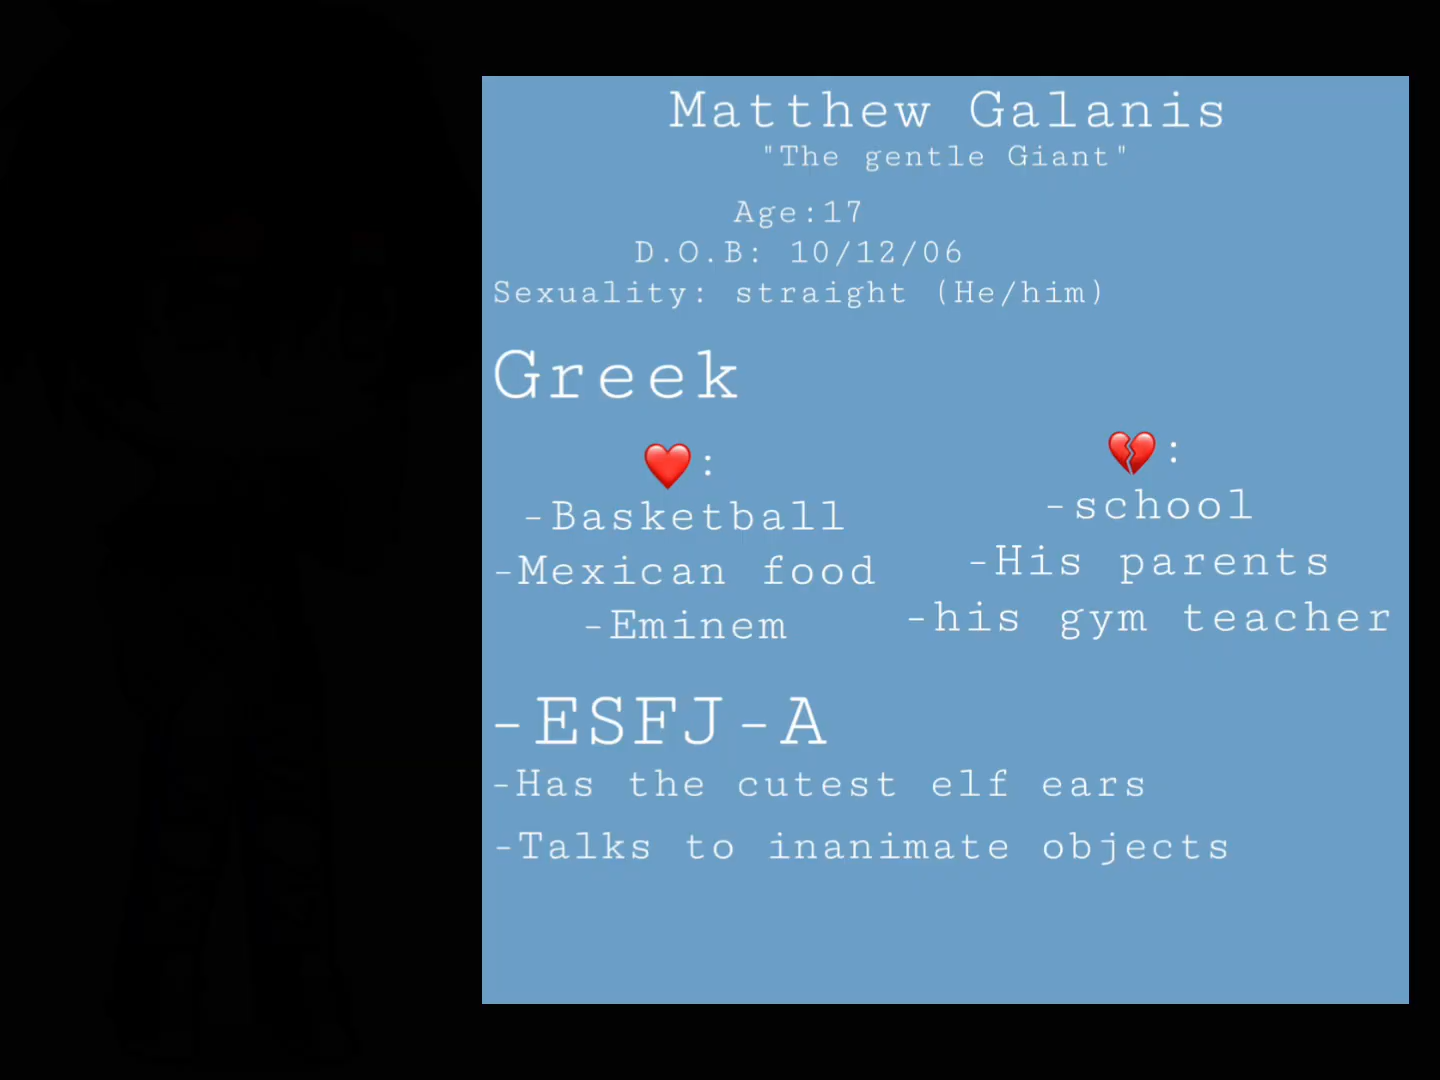 Matthew Galanis
"The gentle Giant"
Age:17
D.O.B: 10/12/06
Sexuality: straight (He/him)
Greek
❤️:
-Basketball
-Mexican food
-Eminem
💔:
-school
-His parents
-his gym teacher
-ESFJ-A
-Has the cutest elf ears
-Talks to inanimate objects